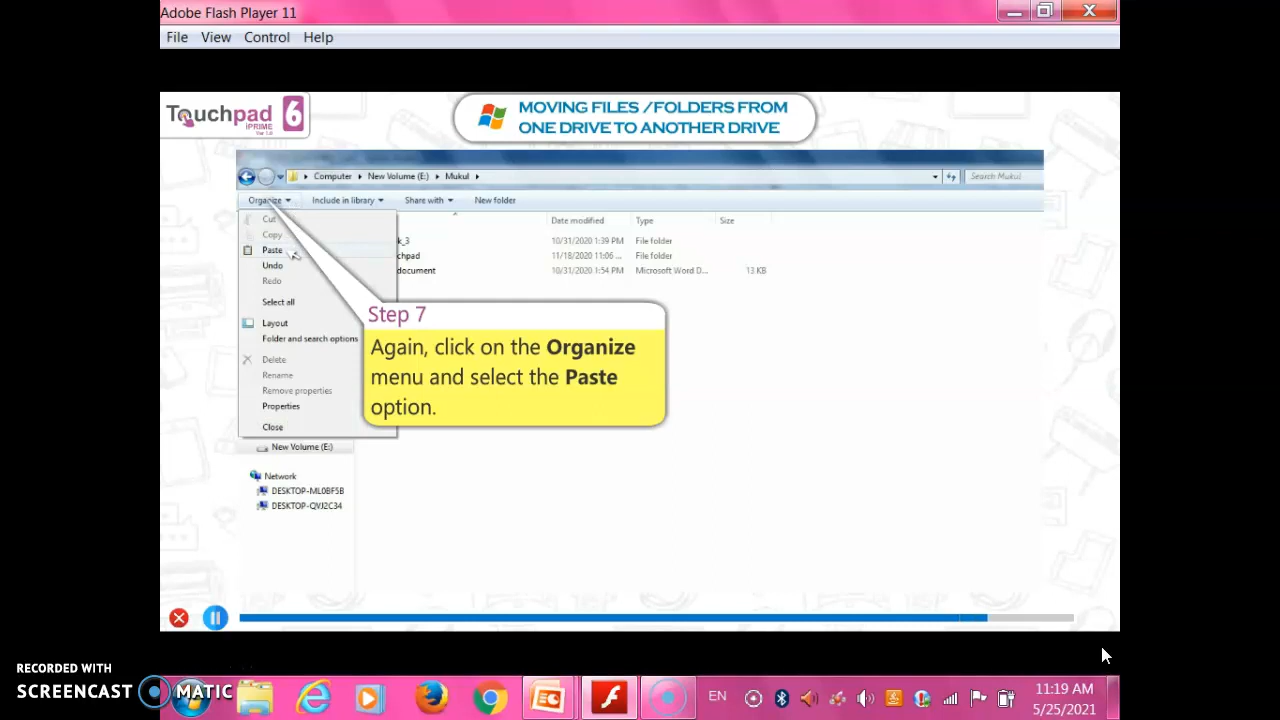 Adobe Flash Player 11
File View Control Help
Touchpad 6
iPRIME
Ver 1.0
MOVING FILES /FOLDERS FROM
ONE DRIVE TO ANOTHER DRIVE
Computer New Volume (E:) Mukul
Search Mukul
Organize Include in library Share with New folder
Date modified Type Size
Cut
Copy
Paste
Undo
Redo
Select all
Layout
Folder and search options
Delete
Rename
Remove properties
Properties
Close
k_3 10/31/2020 1:39 PM File folder
chpad 11/18/2020 11:06 ... File folder
document 10/31/2020 1:54 PM Microsoft Word D... 13 KB
Step 7
Again, click on the Organize
menu and select the Paste
option.
New Volume (E:)
Network
DESKTOP-ML0BF5B
DESKTOP-QVJ2C34
RECORDED WITH
SCREENCAST MATIC
EN
11:19 AM
5/25/2021